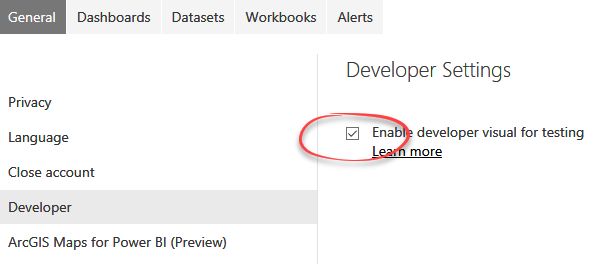 General Dashboards Datasets Workbooks Alerts
Developer Settings
Privacy
Language
Close account
Developer
ArcGIS Maps for Power BI (Preview)
Enable developer visual for testing
Learn more